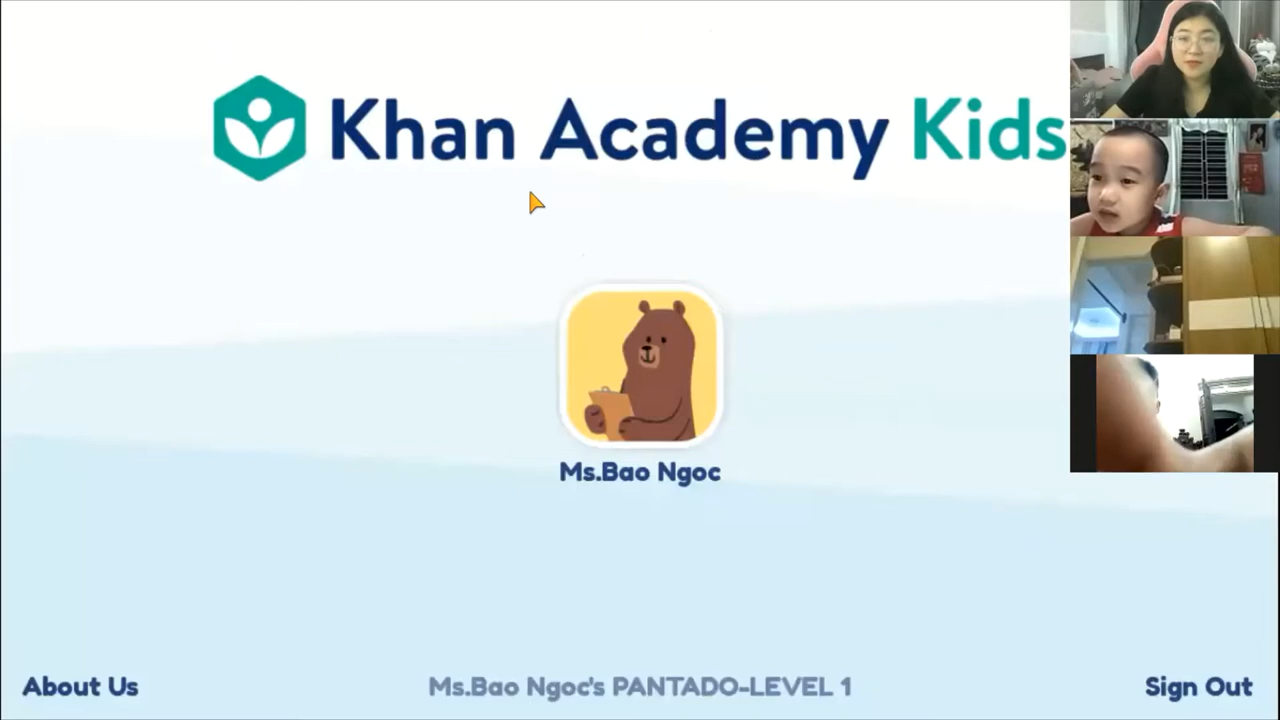 Khan Academy Kids
Ms.Bao Ngoc
About Us
Ms.Bao Ngoc's PANTADO-LEVEL 1
Sign Out